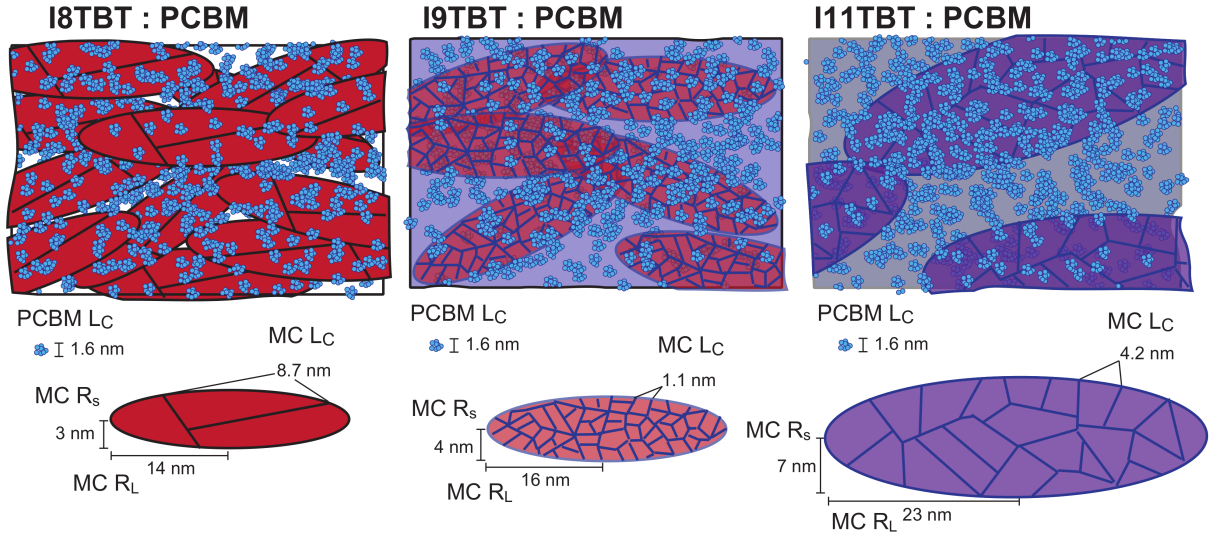 I8TBT : PCBM
I9TBT : PCBM
I11TBT : PCBM
PCBM LC
1.6 nm
MC LC
8.7 nm
MC Rs
3 nm
14 nm
MC RL
PCBM LC
1.6 nm
MC LC
1.1 nm
MC Rs
4 nm
16 nm
MC RL
PCBM LC
1.6 nm
MC LC
4.2 nm
MC Rs
7 nm
MC RL 23 nm